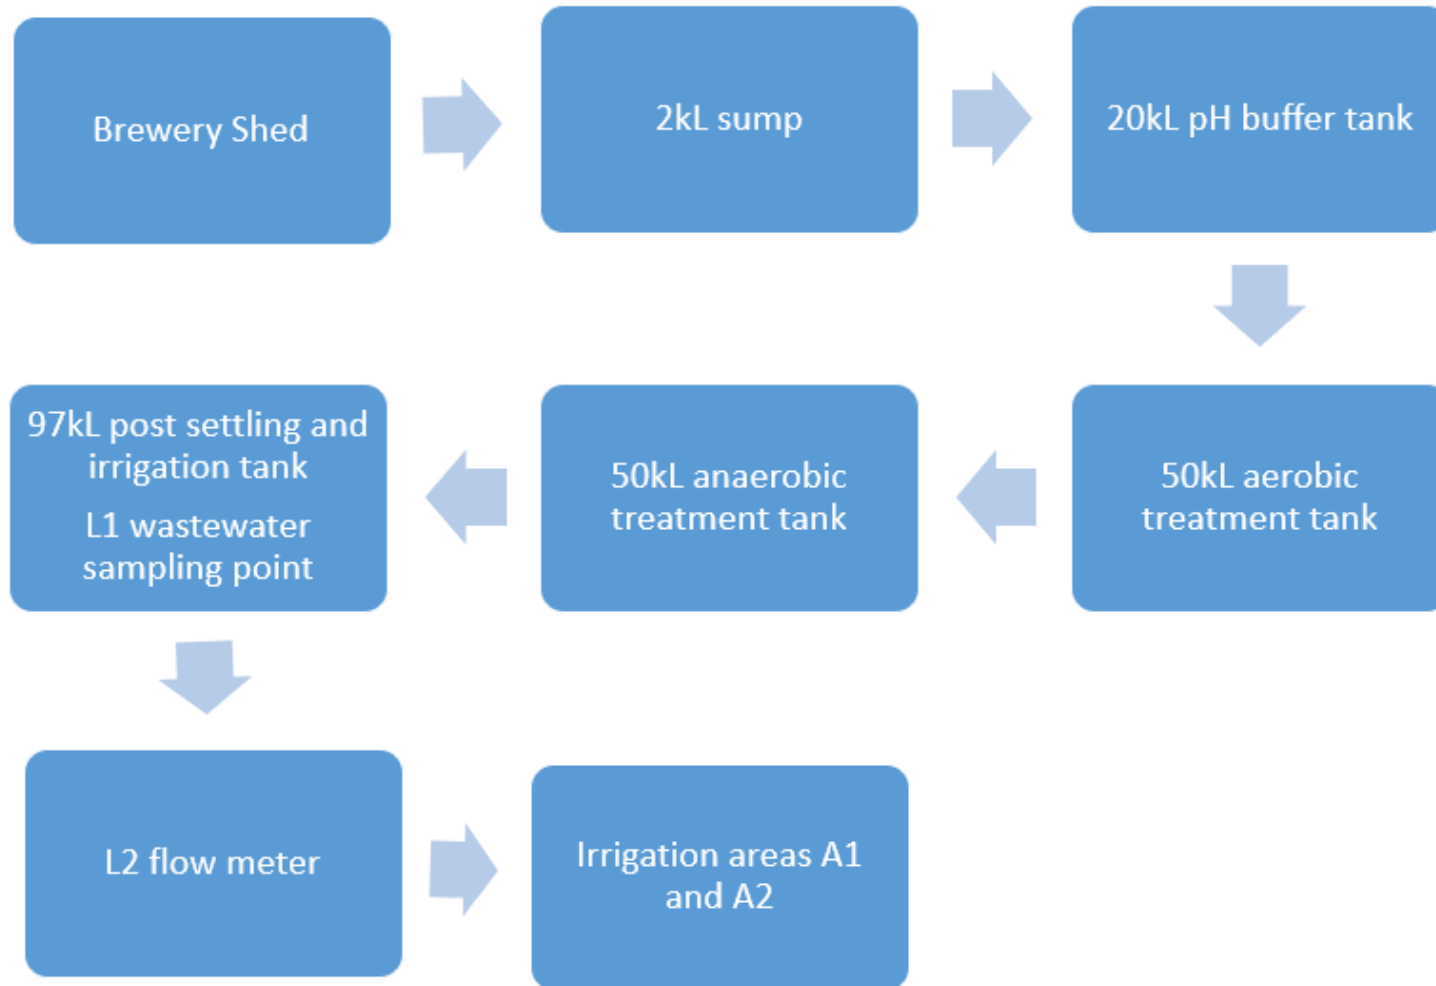 Brewery Shed
2kL sump
20kL pH buffer tank
50kL aerobic
treatment tank
50kL anaerobic
treatment tank
97kL post settling and
irrigation tank
L1 wastewater
sampling point
L2 flow meter
Irrigation areas A1
and A2